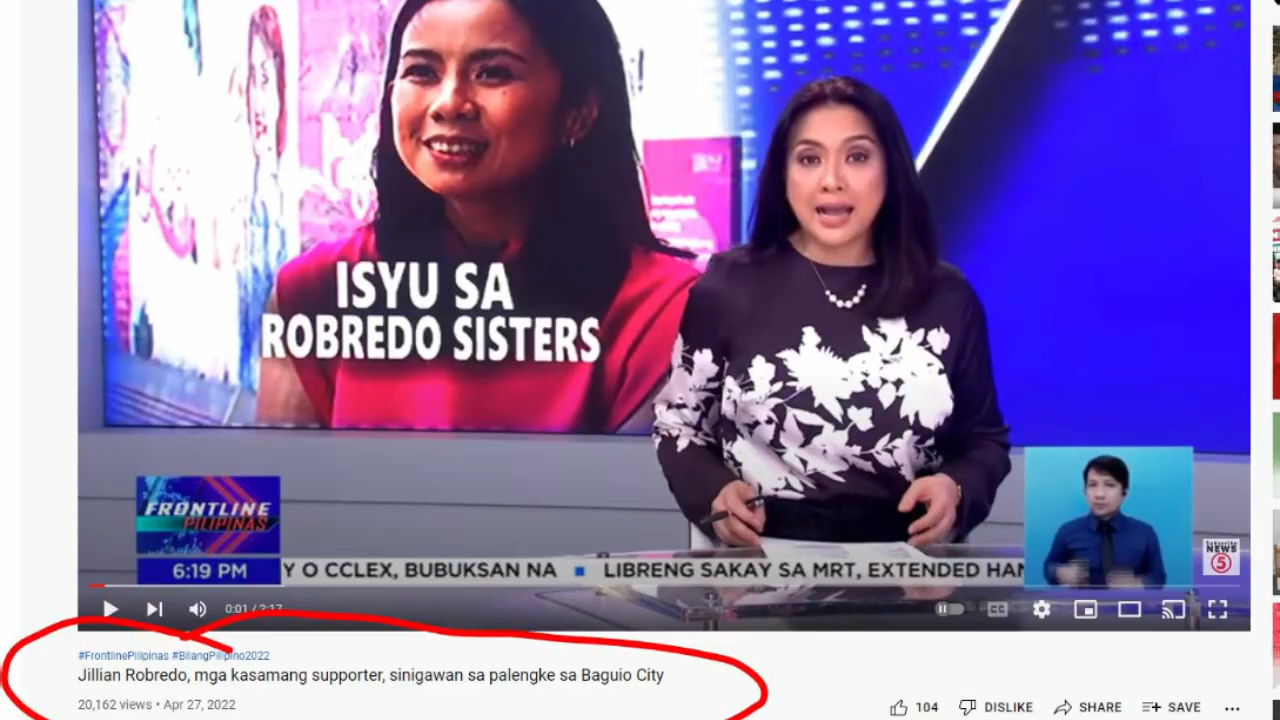 ISYU SA
ROBREDO SISTERS
FRONTLINE
PILIPINAS
6:19 PM
Y O CCLEX, BUBUKSAN NA ■ LIBRENG SAKAY SA MRT, EXTENDED HAN
NEWS
5
0:01 / 2:17
CC
#FrontlinePilipinas #BilangPilipino2022
Jillian Robredo, mga kasamang supporter, sinigawan sa palengke sa Baguio City
20,162 views • Apr 27, 2022
104 DISLIKE SHARE SAVE ...